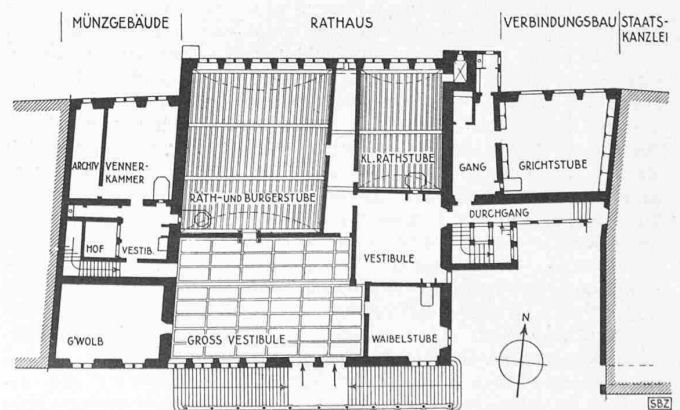 MÜNZGEBÄUDE
RATHAUS
VERBINDUNGSBAU
STAATS-
KANZLEI
ARCHIV
VENNER-
KAMMER
RÄTH- UND BURGERSTUBE
KL. RATHSTUBE
GANG
GRICHTSTUBE
DURCHGANG
HOF
VESTIB.
VESTIBULE
G'WÖLB
GROSS VESTIBULE
WAIBELSTUBE
N
SBZ